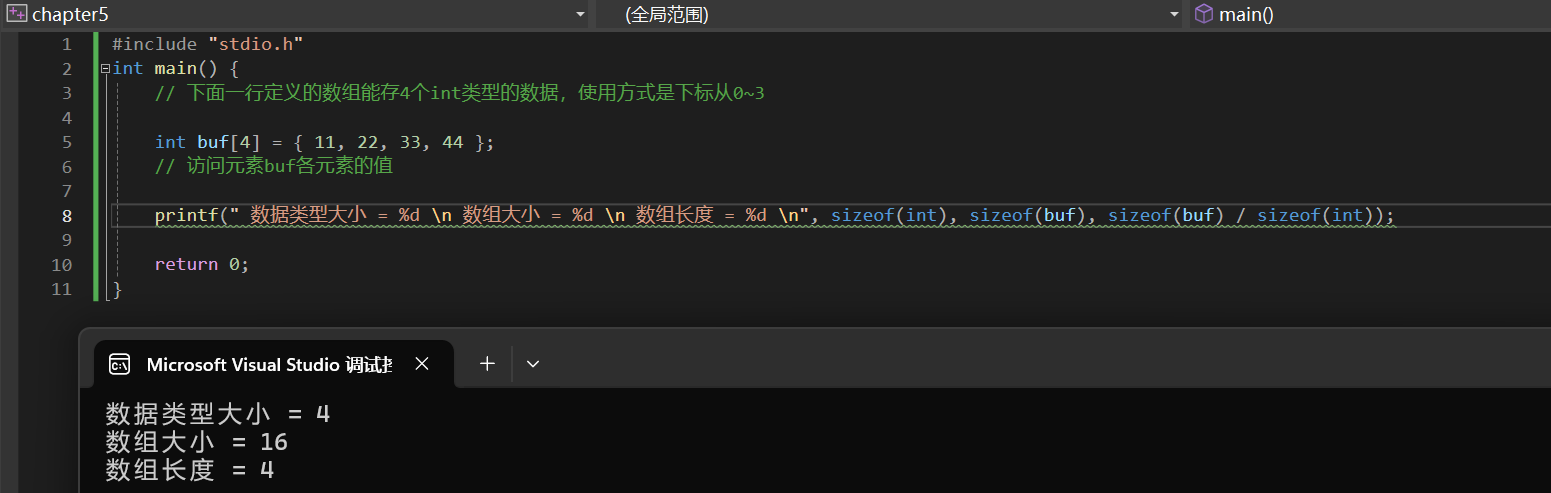 chapter5 (全局范围) main()
1 #include "stdio.h"
2 int main() {
3 // 下面一行定义的数组能存4个int类型的数据，使用方式是下标从0~3
4
5 int buf[4] = { 11, 22, 33, 44 };
6 // 访问元素buf各元素的值
7
8 printf(" 数据类型大小 = %d \n 数组大小 = %d \n 数组长度 = %d \n", sizeof(int), sizeof(buf), sizeof(buf) / sizeof(int));
9
10 return 0;
11 }
Microsoft Visual Studio 调试
数据类型大小 = 4
数组大小 = 16
数组长度 = 4